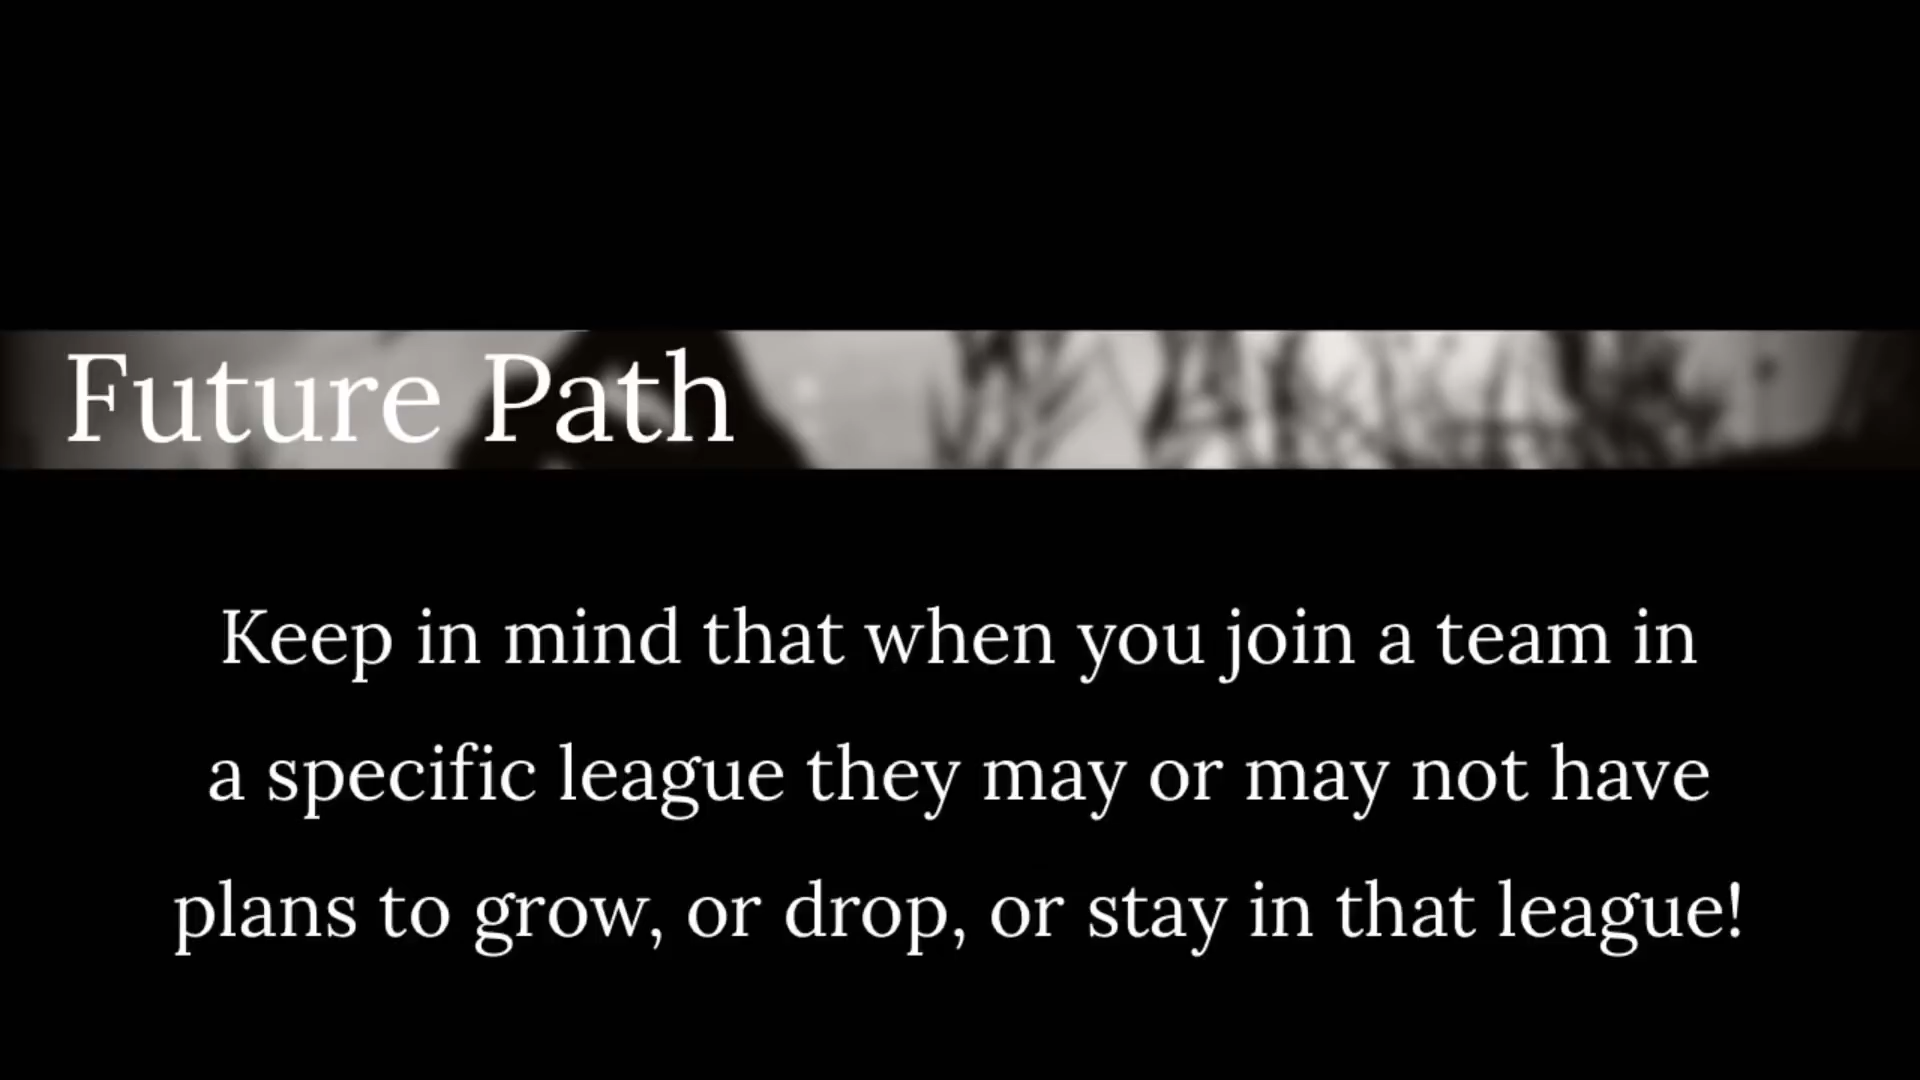 Future Path
Keep in mind that when you join a team in
a specific league they may or may not have
plans to grow, or drop, or stay in that league!